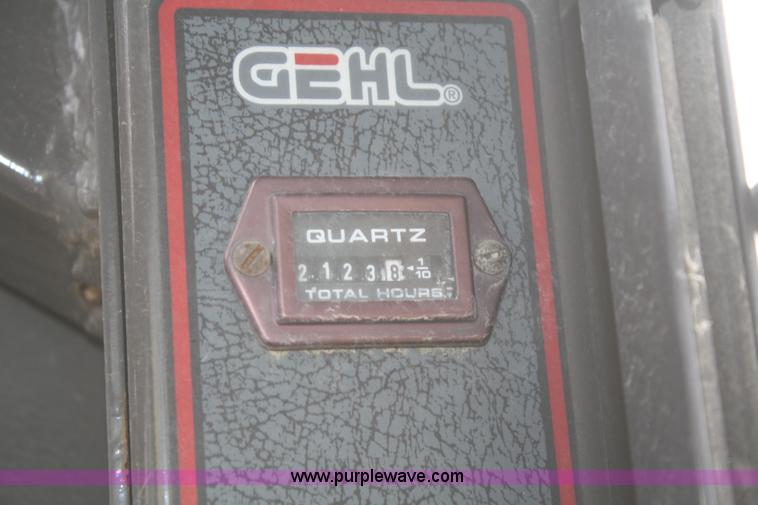 GEHL®
QUARTZ
2 1 2 3 8 1/10
TOTAL HOURS
www.purplewave.com